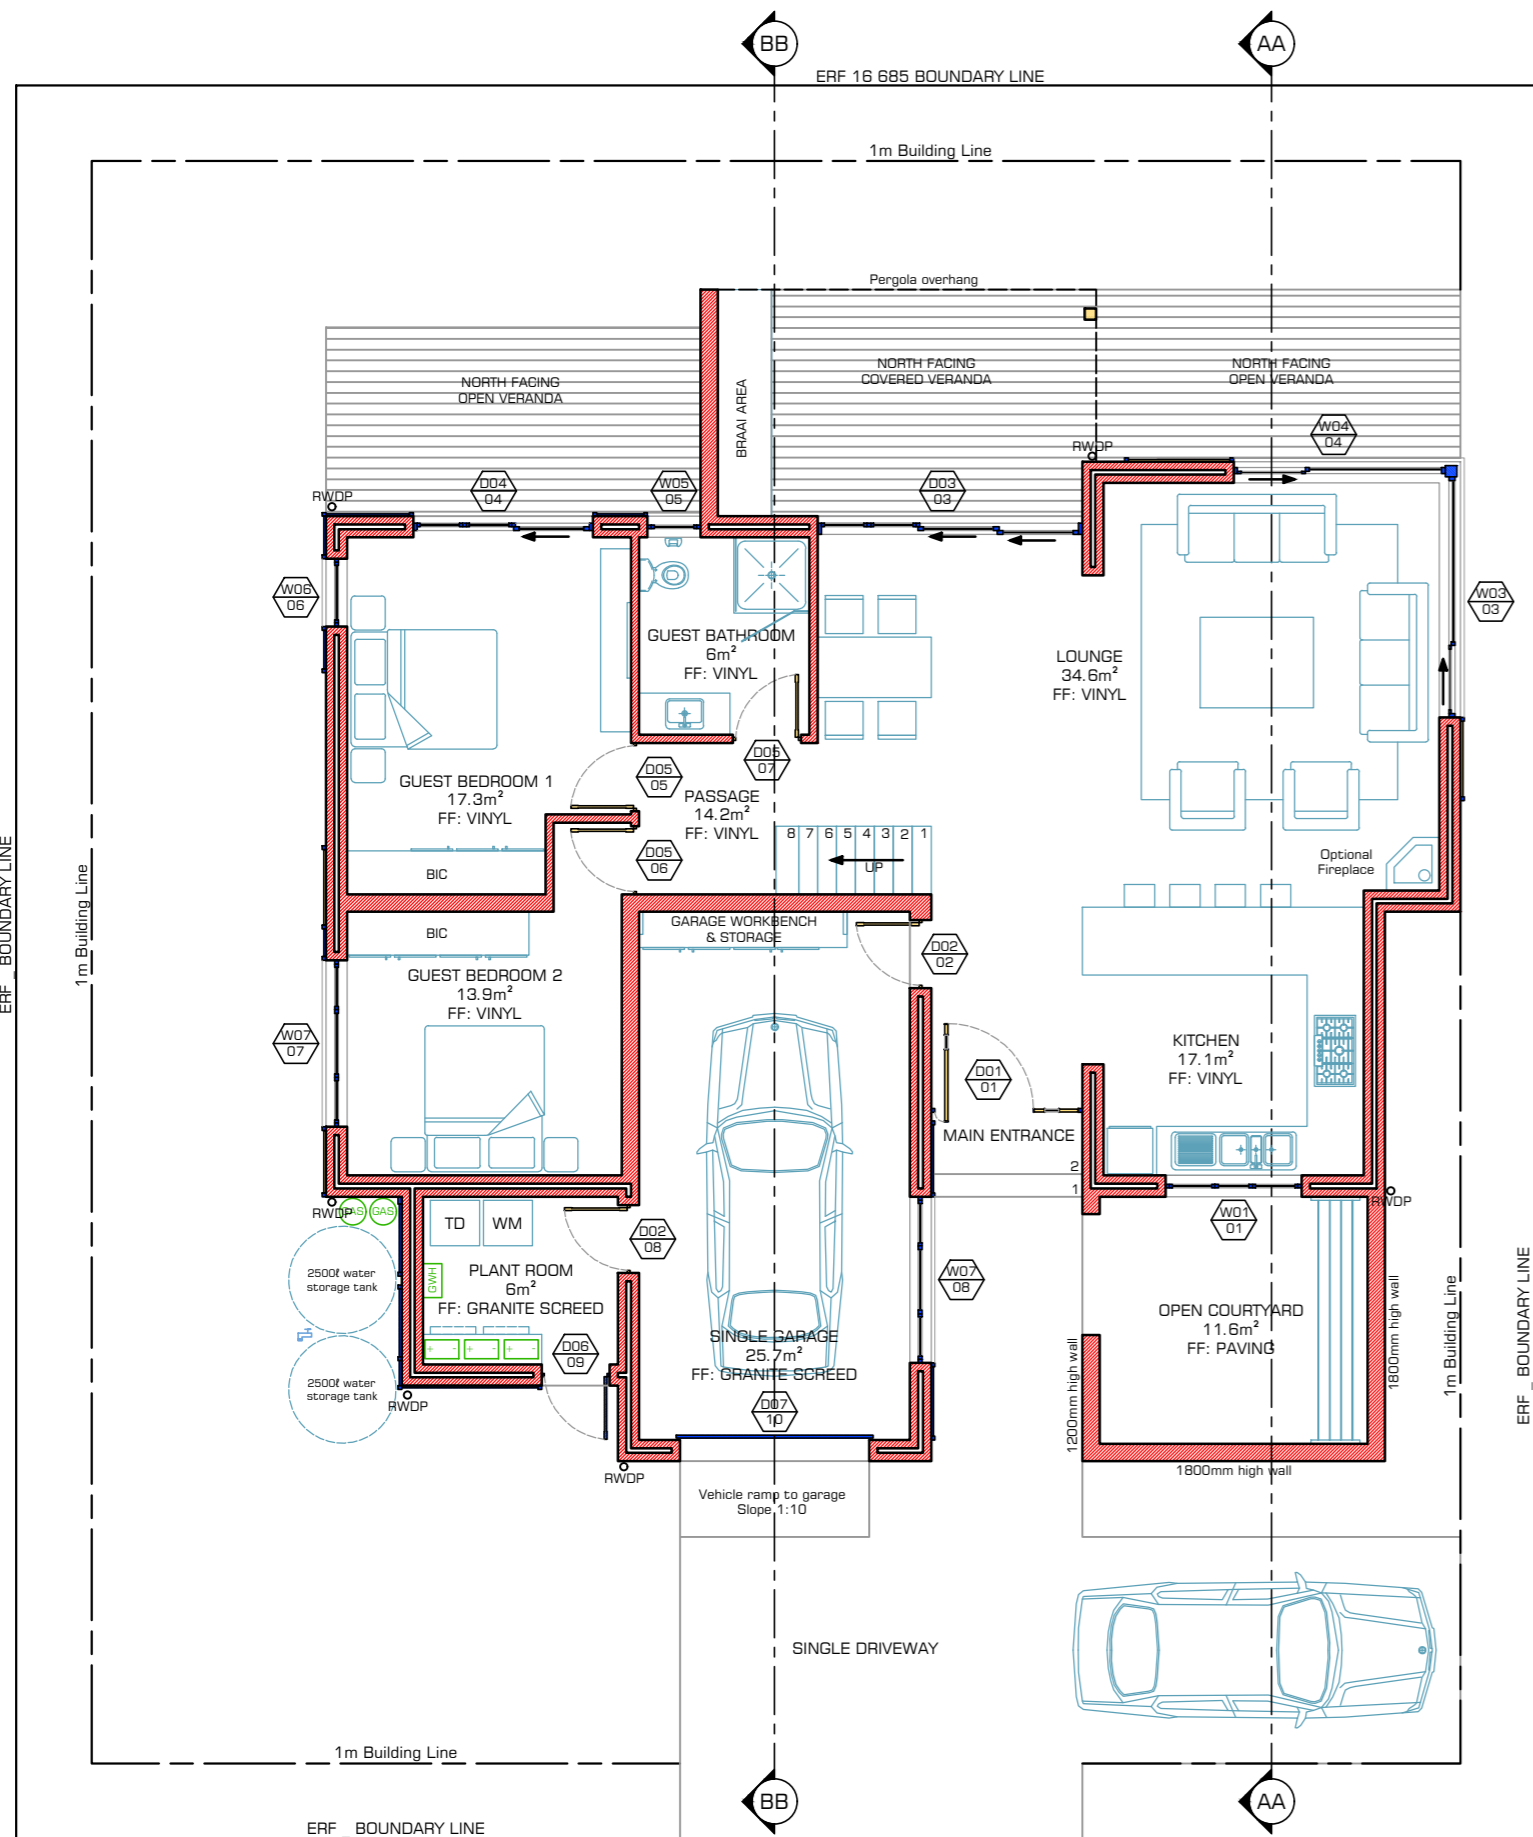 BB
AA
ERF 16 685 BOUNDARY LINE
1m Building Line
Pergola overhang
NORTH FACING
OPEN VERANDA
BRAAI AREA
NORTH FACING
COVERED VERANDA
NORTH FACING
OPEN VERANDA
RWDP
W04
04
RWDP
D04
04
W05
05
D03
03
W06
06
W03
03
GUEST BATHROOM
6m²
FF: VINYL
LOUNGE
34.6m²
FF: VINYL
GUEST BEDROOM 1
17.3m²
FF: VINYL
D05
05
D05
07
PASSAGE
14.2m²
FF: VINYL
D05
06
8 7 6 5 4 3 2 1
UP
Optional
Fireplace
BIC
BIC
GARAGE WORKBENCH
& STORAGE
D02
02
GUEST BEDROOM 2
13.9m²
FF: VINYL
W07
07
KITCHEN
17.1m²
FF: VINYL
D01
01
MAIN ENTRANCE
2
1
RWDP
GAS
GAS
TD
WM
D02
08
W01
01
RWDP
2500ℓ water
storage tank
GWH
PLANT ROOM
6m²
FF: GRANITE SCREED
W07
08
OPEN COURTYARD
11.6m²
FF: PAVING
SINGLE GARAGE
25.7m²
FF: GRANITE SCREED
D06
09
+ -
+ -
+ -
2500ℓ water
storage tank
RWDP
D07
10
1200mm high wall
1800mm high wall
1800mm high wall
RWDP
Vehicle ramp to garage
Slope 1:10
SINGLE DRIVEWAY
1m Building Line
1m Building Line
1m Building Line
ERF _ BOUNDARY LINE
ERF _ BOUNDARY LINE
ERF _ BOUNDARY LINE
BB
AA